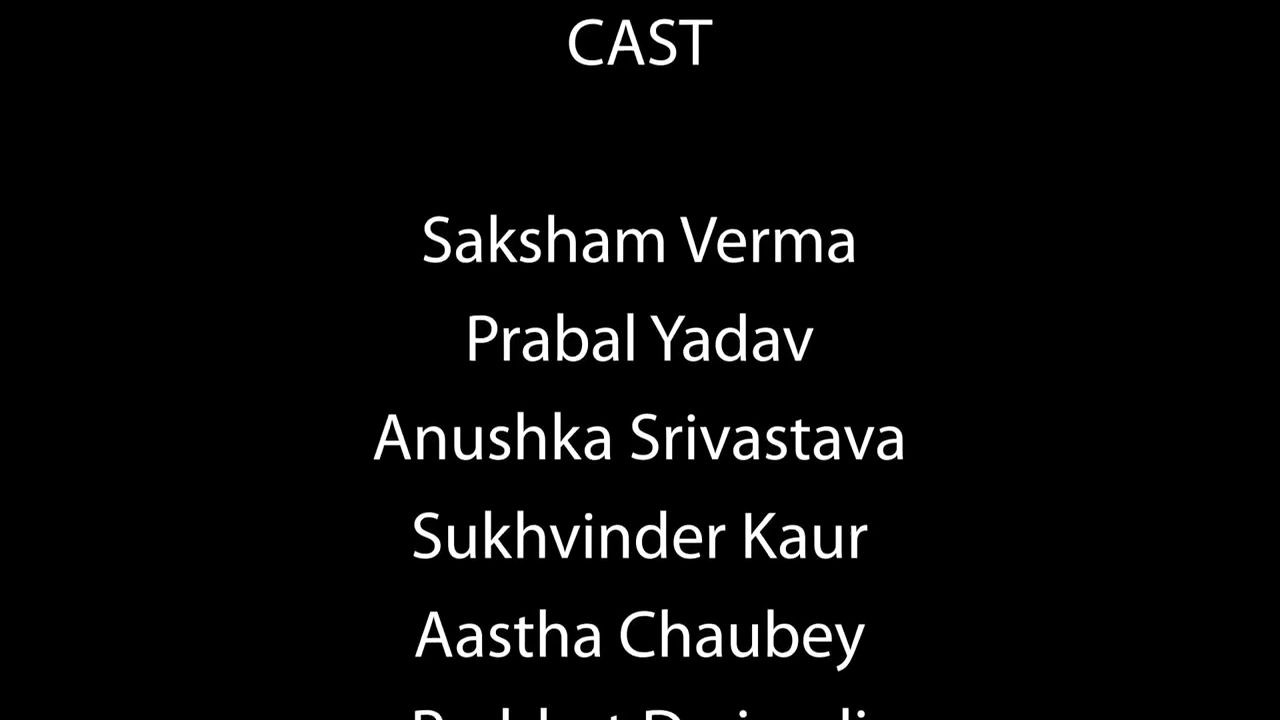 CAST
Saksham Verma
Prabal Yadav
Anushka Srivastava
Sukhvinder Kaur
Aastha Chaubey